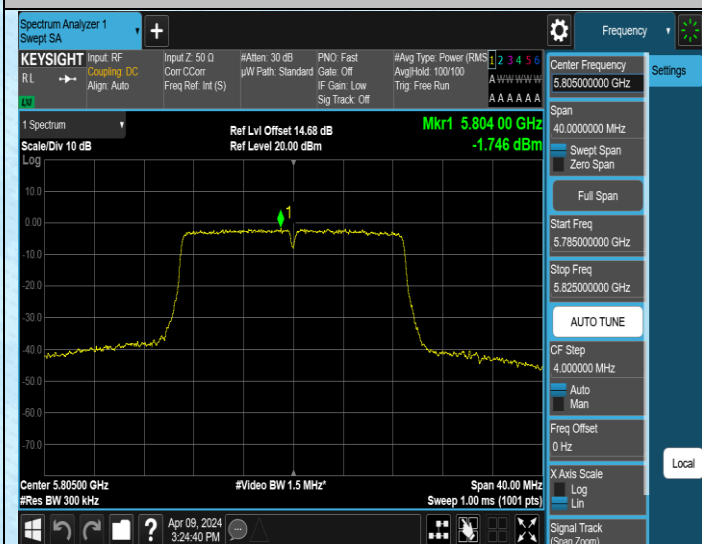 Spectrum Analyzer 1
Swept SA
Frequency
KEYSIGHT
RL
LXI
Input: RF
Coupling: DC
Align: Auto
Input Z: 50 Ω
Corr CCorr
Freq Ref: Int (S)
#Atten: 30 dB
µW Path: Standard
PNO: Fast
Gate: Off
IF Gain: Low
Sig Track: Off
#Avg Type: Power (RMS
Avg|Hold: 100/100
Trig: Free Run
1 2 3 4 5 6
A W W W W W
A A A A A A
1 Spectrum
Scale/Div 10 dB
Ref Lvl Offset 14.68 dB
Ref Level 20.00 dBm
Mkr1 5.804 00 GHz
-1.746 dBm
Log
10.0
0.00
-10.0
-20.0
-30.0
-40.0
-50.0
-60.0
-70.0
1
Center 5.80500 GHz
#Res BW 300 kHz
#Video BW 1.5 MHz*
Span 40.00 MHz
Sweep 1.00 ms (1001 pts)
Center Frequency
5.805000000 GHz
Settings
Span
40.0000000 MHz
Swept Span
Zero Span
Full Span
Start Freq
5.785000000 GHz
Stop Freq
5.825000000 GHz
AUTO TUNE
CF Step
4.000000 MHz
Auto
Man
Freq Offset
0 Hz
X Axis Scale
Log
Lin
Local
Signal Track
(Span Zoom)
?
Apr 09, 2024
3:24:40 PM